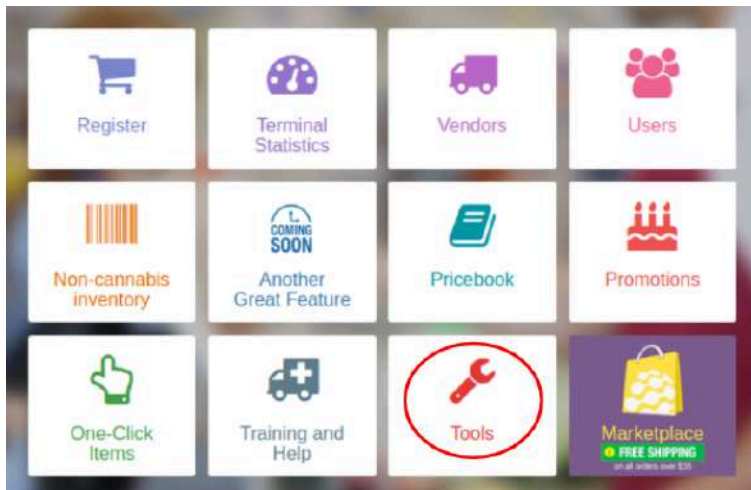 Register
Terminal
Statistics
Vendors
Users
Non-cannabis
inventory
COMING
SOON
Another
Great Feature
Pricebook
Promotions
One-Click
Items
Training and
Help
Tools
Marketplace
FREE SHIPPING
on all orders over $35